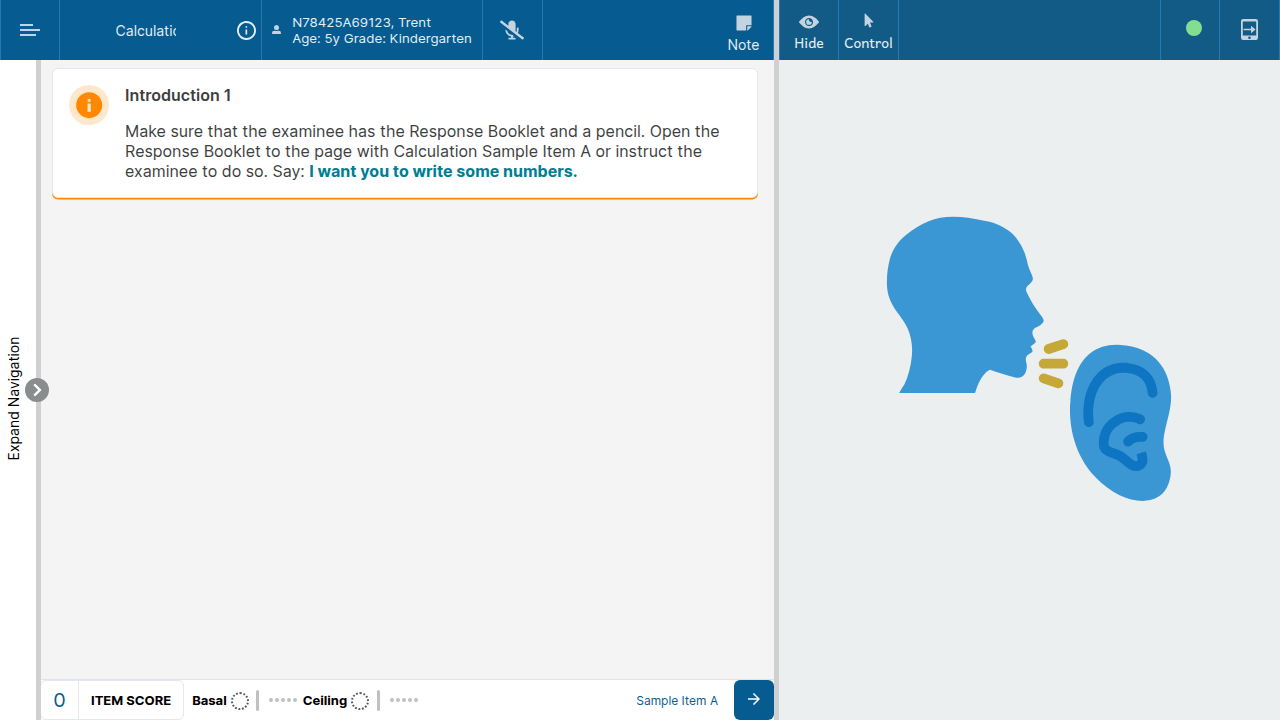 Calculatic
N78425A69123, Trent
Age: 5y Grade: Kindergarten
Note
Hide
Control
Introduction 1
Make sure that the examinee has the Response Booklet and a pencil. Open the
Response Booklet to the page with Calculation Sample Item A or instruct the
examinee to do so. Say: I want you to write some numbers.
Expand Navigation
0 ITEM SCORE Basal Ceiling Sample Item A